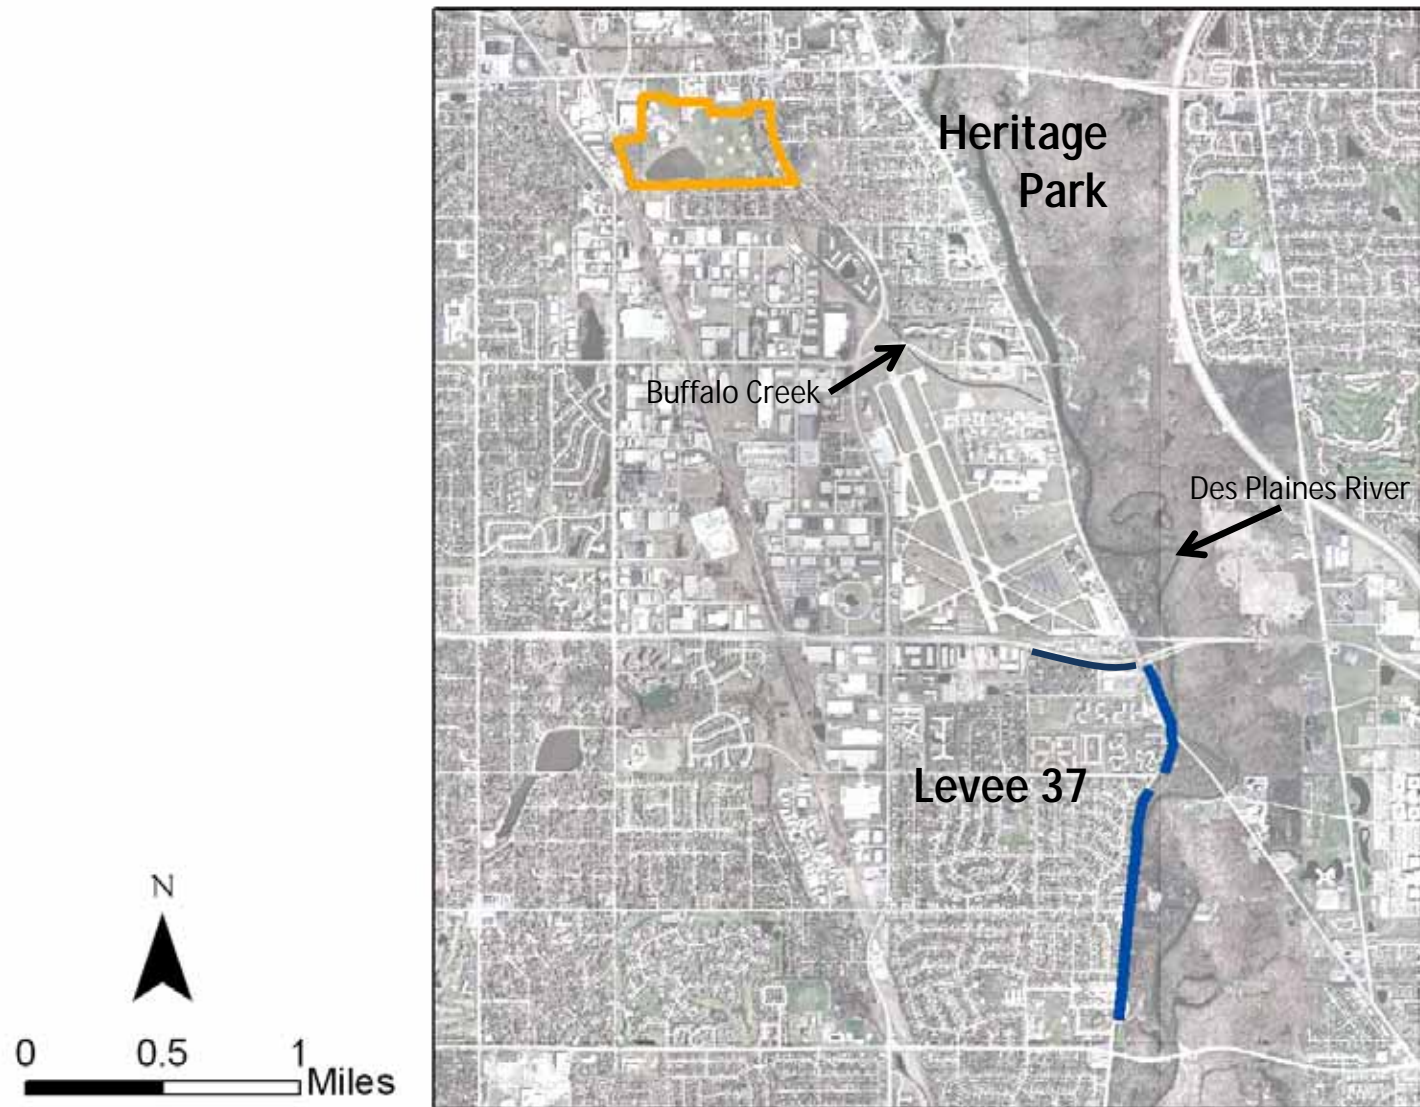 Heritage
Park
Buffalo Creek
Des Plaines River
Levee 37
N
0 0.5 1
Miles